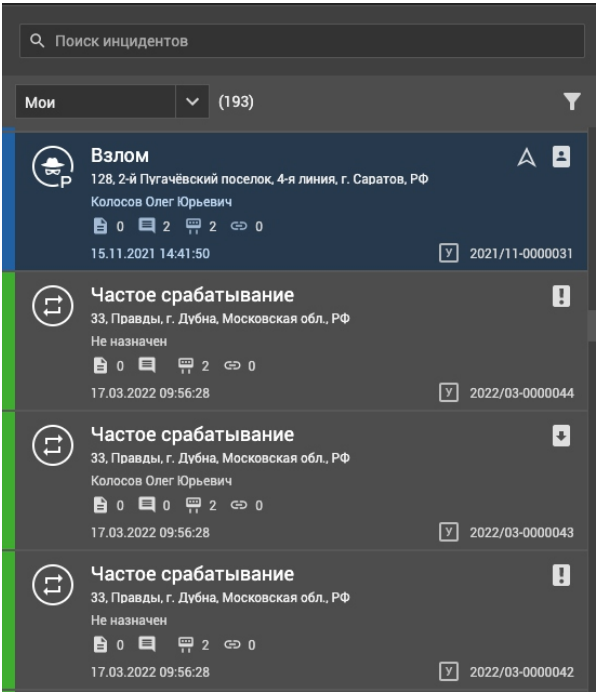 Поиск инцидентов
Мои (193)
Взлом
128, 2-й Пугачёвский поселок, 4-я линия, г. Саратов, РФ
Р
Колосов Олег Юрьевич
0 2 2 0
15.11.2021 14:41:50 У 2021/11-0000031
Частое срабатывание
33, Правды, г. Дубна, Московская обл., РФ
Не назначен
0 2 0
17.03.2022 09:56:28 У 2022/03-0000044
Частое срабатывание
33, Правды, г. Дубна, Московская обл., РФ
Колосов Олег Юрьевич
0 0 2 0
17.03.2022 09:56:28 У 2022/03-0000043
Частое срабатывание
33, Правды, г. Дубна, Московская обл., РФ
Не назначен
0 2 0
17.03.2022 09:56:28 У 2022/03-0000042